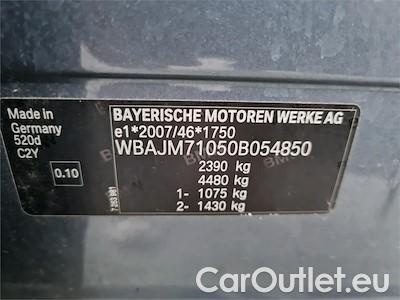 BAYERISCHE MOTOREN WERKE AG
e1*2007/46*1750
WBAJM71050B054850
2390 kg
4480 kg
1- 1075 kg
2- 1430 kg
Made in
Germany
520d
C2Y
0.10
CarOutlet.eu